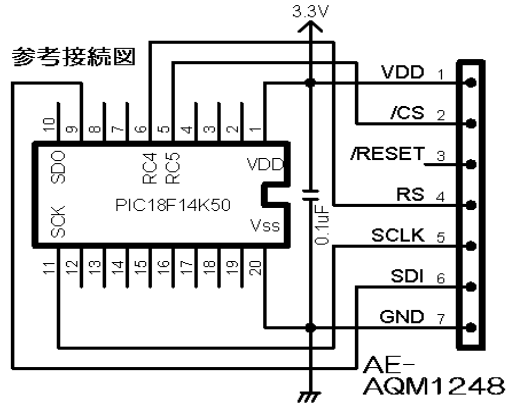 3.3V
参考接続図
10 9 8 7 6 5 4 3 2 1
SDO RC4 RC5 VDD
PIC18F14K50
SCK Vss
11 12 13 14 15 16 17 18 19 20
0.1uF
VDD 1
/CS 2
/RESET 3
RS 4
SCLK 5
SDI 6
GND 7
AE-
AQM1248